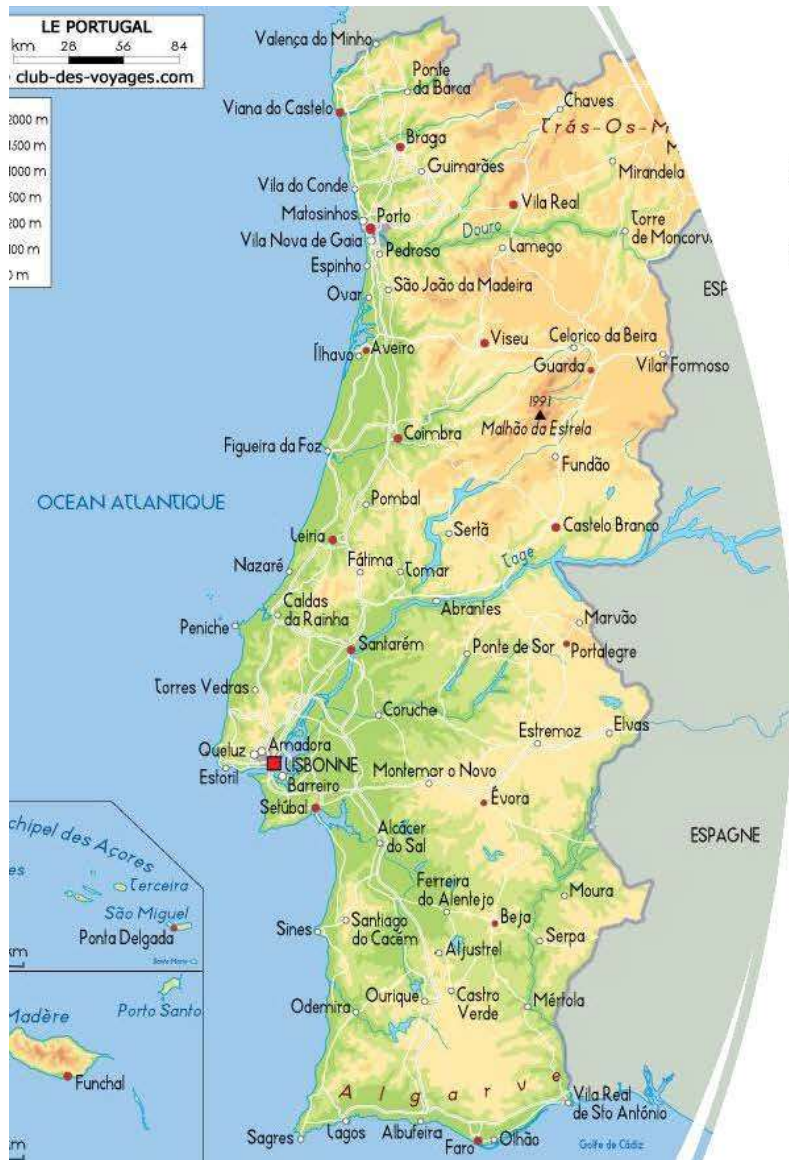 LE PORTUGAL
km 28 56 84
club-des-voyages.com
2000 m
1500 m
1000 m
500 m
200 m
100 m
0 m
Valença do Minho
Ponte
da Barca
Viana do Castelo
Chaves
Trás-Os-M
Braga
Guimarães
Mirandela
Vila do Conde
Vila Real
Matosinhos
Porto
Douro
Torre
de Moncorv
Vila Nova de Gaia
Pedroso
Lamego
Espinho
São João da Madeira
ESP
Ovar
Viseu
Celorico da Beira
Ílhavo
Aveiro
Guarda
Vilar Formoso
1991
Malhão da Estrela
Coimbra
Figueira da Foz
Fundão
OCEAN ATLANTIQUE
Pombal
Sertã
Castelo Branco
Leiria
Nazaré
Fátima
Tomar
Tage
Caldas
da Rainha
Abrantes
Marvão
Peniche
Santarém
Ponte de Sor
Portalegre
Torres Vedras
Coruche
Estremoz
Elvas
Queluz
Amadora
LISBONNE
Estoril
Barreiro
Montemor o Novo
Setúbal
Évora
Alcácer
do Sal
ESPAGNE
chipel des Açores
es
Terceira
São Miguel
Ponta Delgada
Santa Maria
km
Ferreira
do Alentejo
Moura
Santiago
do Cacém
Beja
Sines
Serpa
Aljustrel
Madère
Porto Santo
Funchal
km
Odemira
Ourique
Castro
Verde
Mértola
Algarve
Vila Real
de Sto António
Sagres
Lagos
Albufeira
Faro
Olhão
Golfe de Cádiz